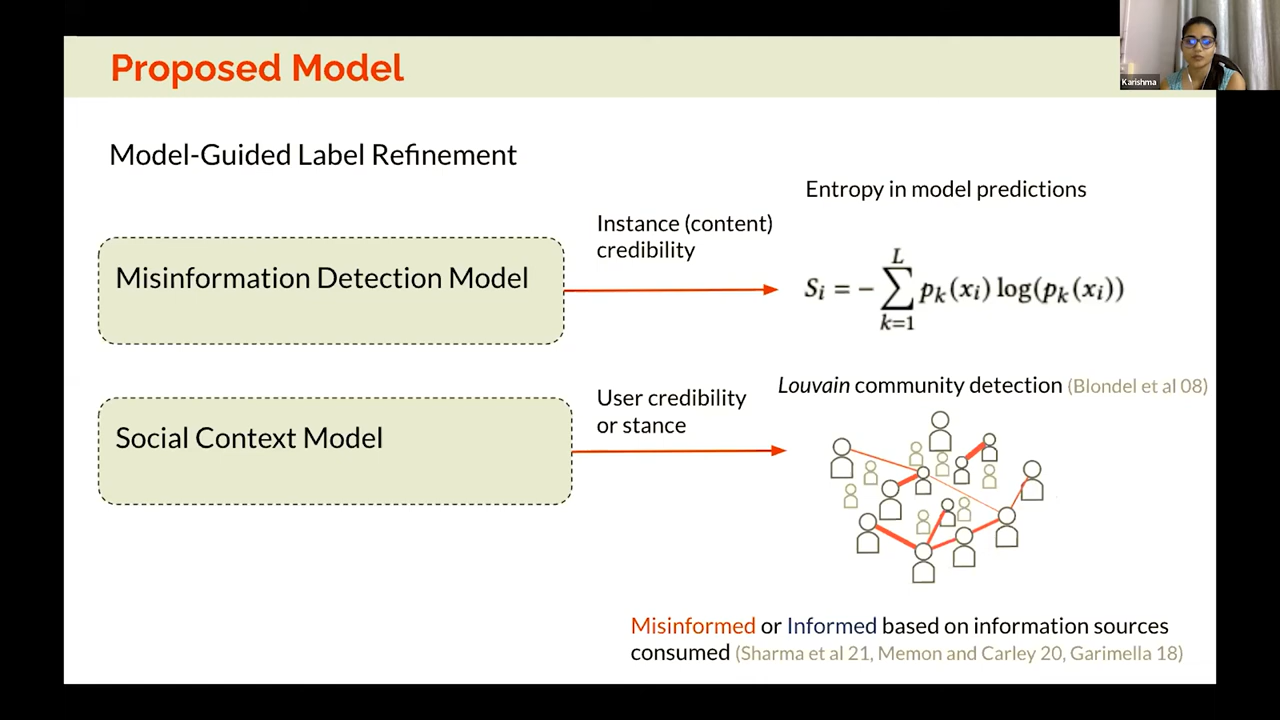 Proposed Model
Karishma
Model-Guided Label Refinement
Entropy in model predictions
Instance (content)
credibility
Misinformation Detection Model
S_i = - \sum_{k=1}^{L} p_k(x_i) log(p_k(x_i))
Louvain community detection (Blondel et al 08)
User credibility
or stance
Social Context Model
Misinformed or Informed based on information sources
consumed (Sharma et al 21, Memon and Carley 20, Garimella 18)